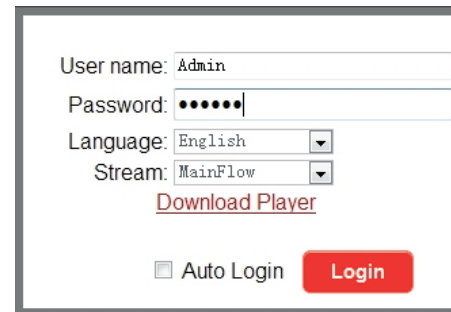 User name: Admin
Password: ••••••
Language: English
Stream: MainFlow
Download Player
Auto Login Login